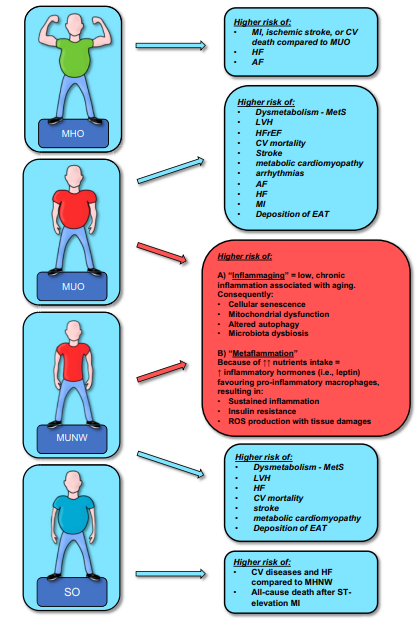 MHO
Higher risk of:
• MI, ischemic stroke, or CV
death compared to MUO
• HF
• AF
MUO
Higher risk of:
• Dysmetabolism - MetS
• LVH
• HFrEF
• CV mortality
• Stroke
• metabolic cardiomyopathy
• arrhythmias
• AF
• HF
• MI
• Deposition of EAT
Higher risk of:
A) “Inflammaging” = low, chronic
inflammation associated with aging.
Consequently:
• Cellular senescence
• Mitochondrial dysfunction
• Altered autophagy
• Microbiota dysbiosis
B) “Metaflammation”
Because of ↑↑ nutrients intake =
↑ inflammatory hormones (i.e., leptin)
favouring pro-inflammatory macrophages,
resulting in:
• Sustained inflammation
• Insulin resistance
• ROS production with tissue damages
MUNW
Higher risk of:
• Dysmetabolism - MetS
• LVH
• HF
• CV mortality
• stroke
• metabolic cardiomyopathy
• Deposition of EAT
SO
Higher risk of:
• CV diseases and HF
compared to MHNW
• All-cause death after ST-
elevation MI